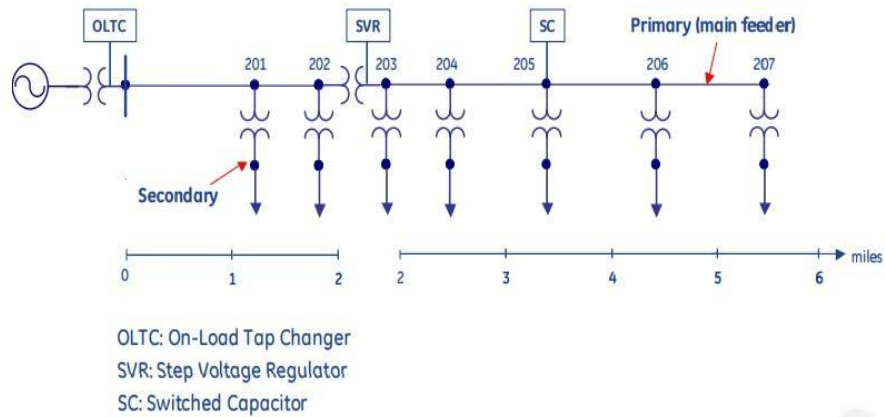 OLTC SVR SC Primary (main feeder)
201 202 203 204 205 206 207
Secondary
0 1 2 2 3 4 5 6 miles
OLTC: On-Load Tap Changer
SVR: Step Voltage Regulator
SC: Switched Capacitor